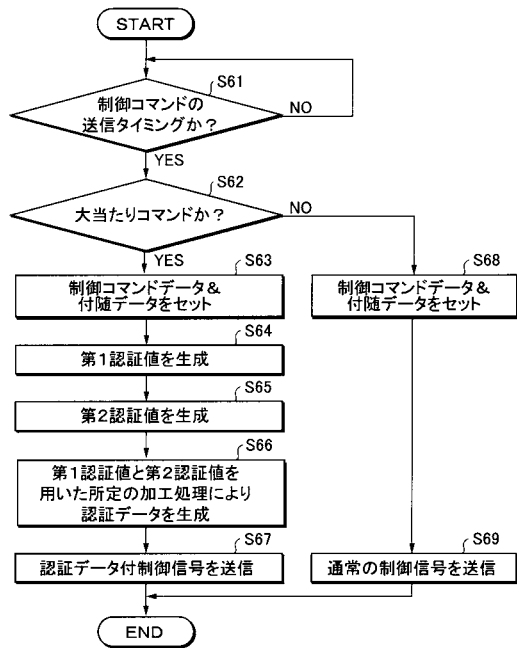 START
S61
制御コマンドの
送信タイミングか？
NO
YES
S62
大当たりコマンドか？
NO
YES
S63
制御コマンドデータ＆
付随データをセット
S68
制御コマンドデータ＆
付随データをセット
S64
第1認証値を生成
S65
第2認証値を生成
S66
第1認証値と第2認証値を
用いた所定の加工処理により
認証データを生成
S67
認証データ付制御信号を送信
S69
通常の制御信号を送信
END